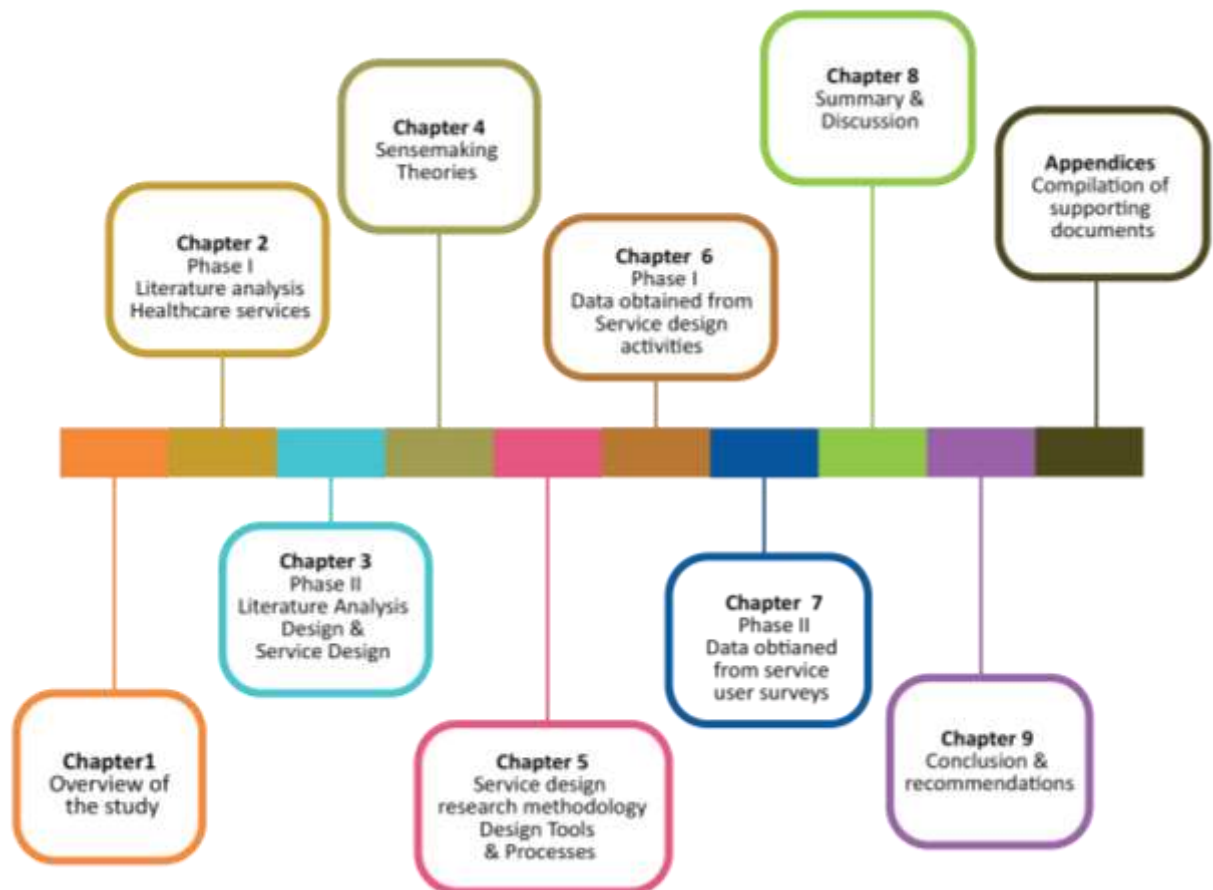 Chapter1
Overview of
the study
Chapter 2
Phase I
Literature analysis
Healthcare services
Chapter 3
Phase II
Literature Analysis
Design &
Service Design
Chapter 4
Sensemaking
Theories
Chapter 5
Service design
research methodology
Design Tools
& Processes
Chapter 6
Phase I
Data obtained from
Service design
activities
Chapter 7
Phase II
Data obtianed
from service
user surveys
Chapter 8
Summary &
Discussion
Chapter 9
Conclusion &
recommendations
Appendices
Compilation of
supporting
documents